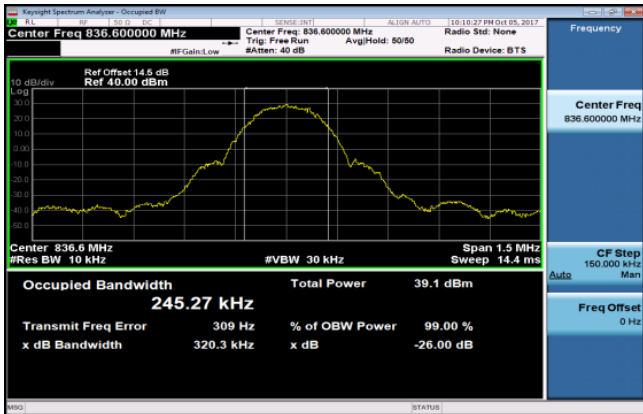 Keysight Spectrum Analyzer - Occupied BW
RL RF 50 Ω DC SENSE:INT ALIGN AUTO 10:10:27 PM Oct 05, 2017
Center Freq 836.600000 MHz Center Freq: 836.600000 MHz Radio Std: None Frequency
Trig: Free Run Avg|Hold: 50/50
#IFGain:Low #Atten: 40 dB Radio Device: BTS
Ref Offset 14.5 dB
10 dB/div Ref 40.00 dBm
Log
30.0
20.0
10.0
0.00
-10.0
-20.0
-30.0
-40.0
-50.0
Center Freq
836.600000 MHz
Center 836.6 MHz Span 1.5 MHz
#Res BW 10 kHz #VBW 30 kHz Sweep 14.4 ms
CF Step
150.000 kHz
Auto Man
Occupied Bandwidth Total Power 39.1 dBm
245.27 kHz
Transmit Freq Error 309 Hz % of OBW Power 99.00 %
x dB Bandwidth 320.3 kHz x dB -26.00 dB
Freq Offset
0 Hz
MSG STATUS